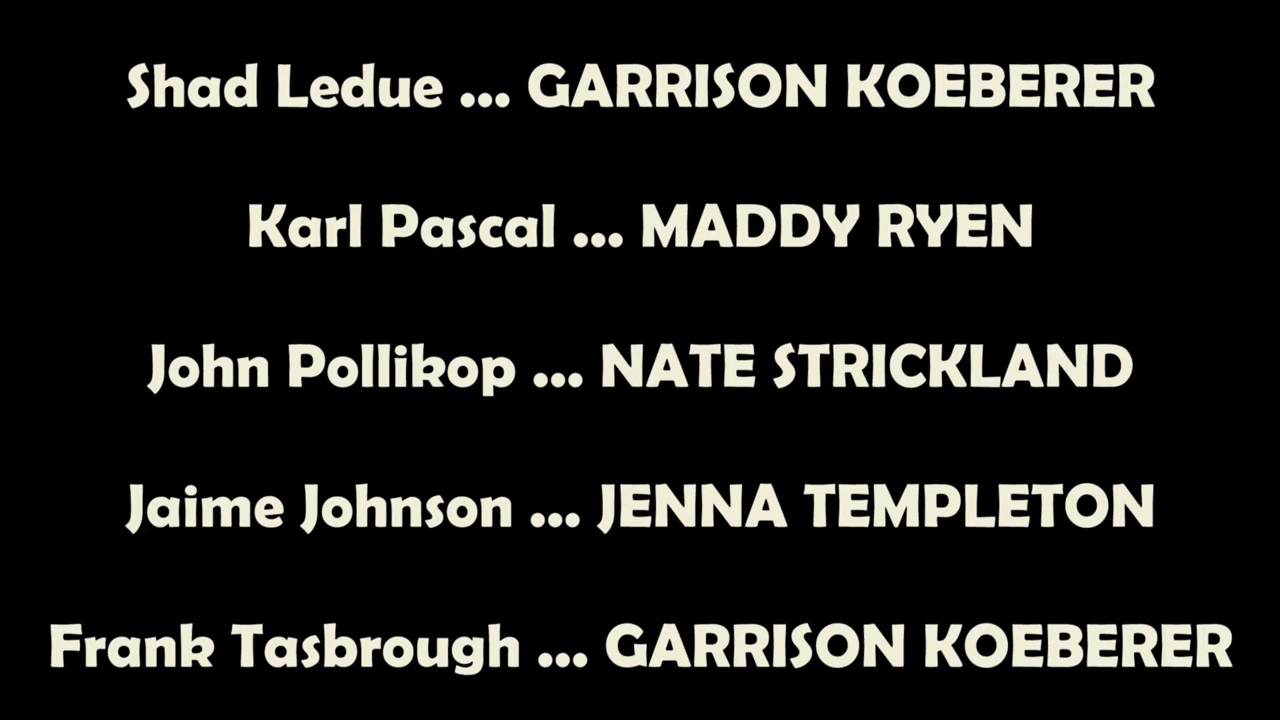 Shad Ledue ... GARRISON KOEBERER
Karl Pascal ... MADDY RYEN
John Pollikop ... NATE STRICKLAND
Jaime Johnson ... JENNA TEMPLETON
Frank Tasbrough ... GARRISON KOEBERER